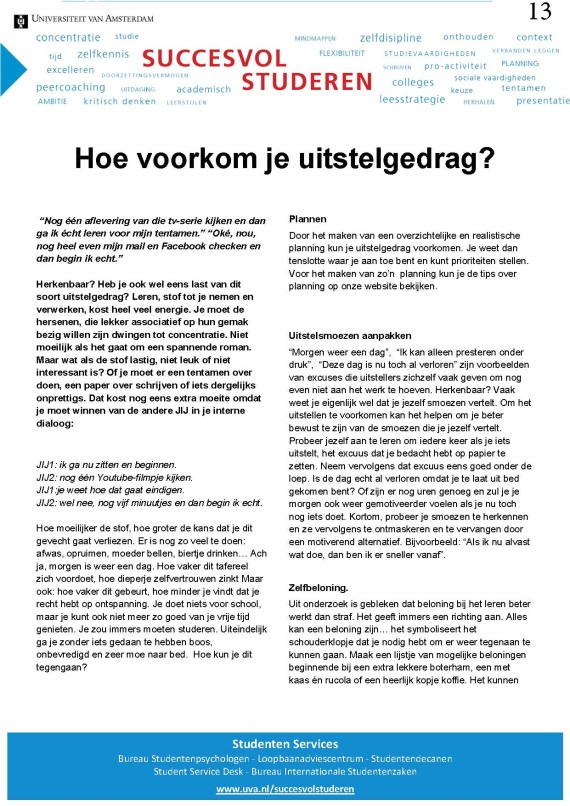 UNIVERSITEIT VAN AMSTERDAM
13
concentratie
studie
MINDMAPPEN
zelfdiscipline
onthouden
context
tijd
zelfkennis
SUCCESVOL
FLEXIBILITEIT
STUDIEVAARDIGHEDEN
VERBANDEN LEGGEN
excelleren
DOORZETTINGSVERMOGEN
SCHRIJVEN
pro-activiteit
PLANNING
peercoaching
UITDAGING
academisch
STUDEREN
colleges
sociale vaardigheden
keuze
tentamen
AMBITIE
kritisch denken
LEERSTIJLEN
leesstrategie
HERHALEN
presentatie
Hoe voorkom je uitstelgedrag?
“Nog één aflevering van die tv-serie kijken en dan
ga ik écht leren voor mijn tentamen.” “Oké, nou,
nog heel even mijn mail en Facebook checken en
dan begin ik echt.”
Herkenbaar? Heb je ook wel eens last van dit
soort uitstelgedrag? Leren, stof tot je nemen en
verwerken, kost heel veel energie. Je moet de
hersenen, die lekker associatief op hun gemak
bezig willen zijn dwingen tot concentratie. Niet
moeilijk als het gaat om een spannende roman.
Maar wat als de stof lastig, niet leuk of niet
interessant is? Of je moet er een tentamen over
doen, een paper over schrijven of iets dergelijks
onprettigs. Dat kost nog eens extra moeite omdat
je moet winnen van de andere JIJ in je interne
dialoog:
JIJ1: ik ga nu zitten en beginnen.
JIJ2: nog één Youtube-filmpje kijken.
JIJ1:je weet hoe dat gaat eindigen.
JIJ2: wel nee, nog vijf minuutjes en dan begin ik echt.
Hoe moeilijker de stof, hoe groter de kans dat je dit
gevecht gaat verliezen. Er is nog zo veel te doen:
afwas, opruimen, moeder bellen, biertje drinken… Ach
ja, morgen is weer een dag. Hoe vaker dit tafereel
zich voordoet, hoe dieperje zelfvertrouwen zinkt Maar
ook: hoe vaker dit gebeurt, hoe minder je vindt dat je
recht hebt op ontspanning. Je doet niets voor school,
maar je kunt ook niet meer zo goed van je vrije tijd
genieten. Je zou immers moeten studeren. Uiteindelijk
ga je zonder iets gedaan te hebben boos,
onbevredigd en zeer moe naar bed. Hoe kun je dit
tegengaan?
Plannen
Door het maken van een overzichtelijke en realistische
planning kun je uitstelgedrag voorkomen. Je weet dan
tenslotte waar je aan toe bent en kunt prioriteiten stellen.
Voor het maken van zo’n planning kun je de tips over
planning op onze website bekijken.
Uitstelsmoezen aanpakken
“Morgen weer een dag”, “Ik kan alleen presteren onder
druk”, “Deze dag is nu toch al verloren” zijn voorbeelden
van excuses die uitstellers zichzelf vaak geven om nog
even niet aan het werk te hoeven. Herkenbaar? Vaak
weet je eigenlijk wel dat je jezelf smoezen vertelt. Om het
uitstellen te voorkomen kan het helpen om je beter
bewust te zijn van de smoezen die je jezelf vertelt.
Probeer jezelf aan te leren om iedere keer als je iets
uitstelt, het excuus dat je bedacht hebt op papier te
zetten. Neem vervolgens dat excuus eens goed onder de
loep. Is de dag echt al verloren omdat je te laat uit bed
gekomen bent? Of zijn er nog uren genoeg en zul je je
morgen ook weer gemotiveerder voelen als je nu toch
nog iets doet. Kortom, probeer je smoezen te herkennen
en ze vervolgens te ontmaskeren en te vervangen door
een motiverend alternatief. Bijvoorbeeld: “Als ik nu alvast
wat doe, dan ben ik er sneller vanaf”.
Zelfbeloning.
Uit onderzoek is gebleken dat beloning bij het leren beter
werkt dan straf. Het geeft immers een richting aan. Alles
kan een beloning zijn… het symboliseert het
schouderklopje dat je nodig hebt om er weer tegenaan te
kunnen gaan. Maak een lijstje van mogelijke beloningen
beginnende bij een extra lekkere boterham, een met
kaas én rucola of een heerlijk kopje koffie. Het kunnen
Studenten Services
Bureau Studentenpsychologen - Loopbaanadviescentrum - Studentendecanen
Student Service Desk - Bureau Internationale Studentenzaken
www.uva.nl/succesvolstuderen